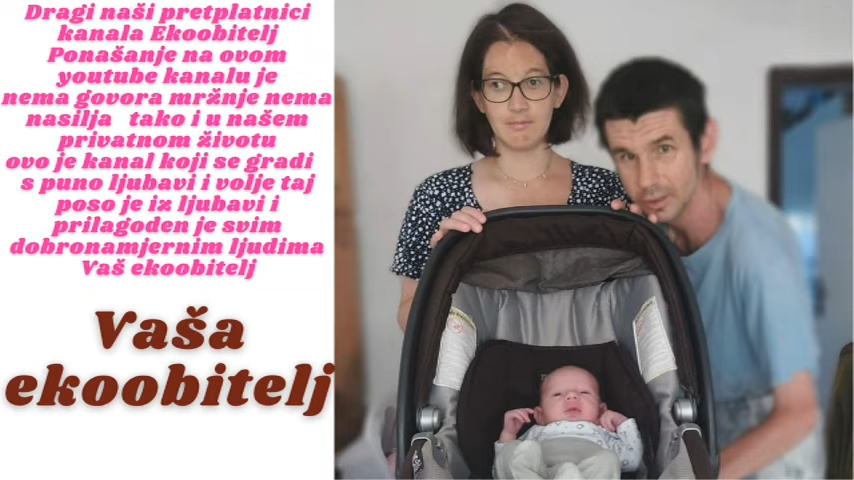 Dragi naši pretplatnici
kanala Ekoobitelj
Ponašanje na ovom
youtube kanalu je
nema govora mržnje nema
nasilja tako i u našem
privatnom životu
ovo je kanal koji se gradi
s puno ljubavi i volje taj
poso je iz ljubavi i
prilagođen je svim
dobronamjernim ljudima
Vaš ekoobitelj
Vaša
ekoobitelj